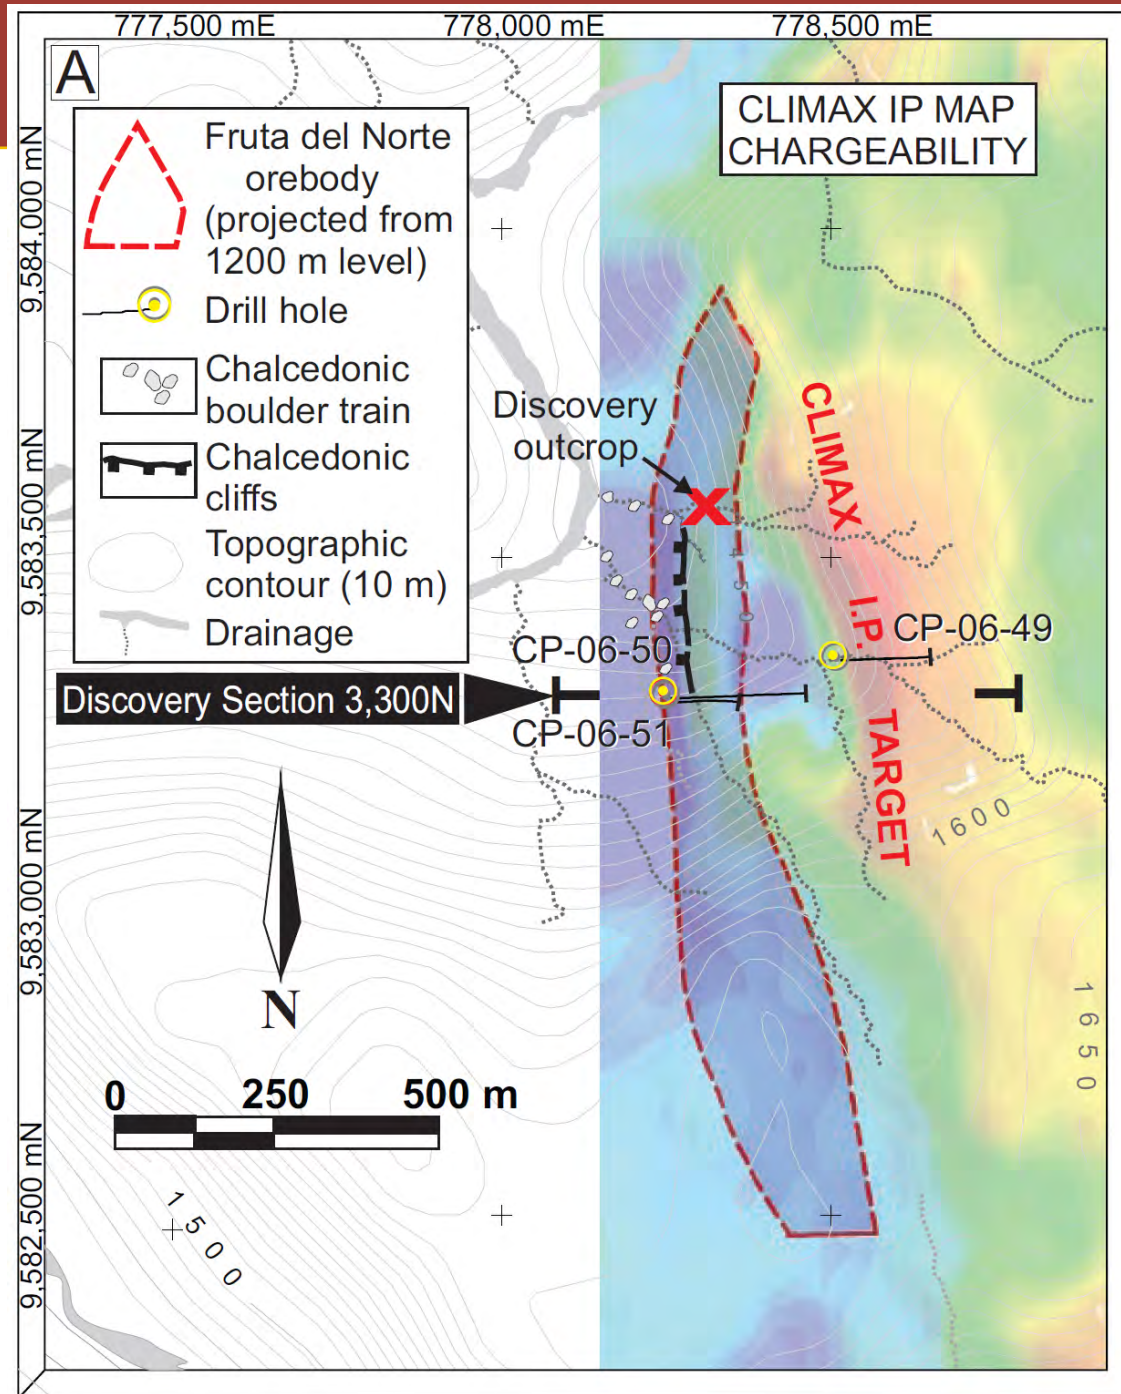 777,500 mE
778,000 mE
778,500 mE
A
CLIMAX IP MAP
CHARGEABILITY
Fruta del Norte
orebody
(projected from
1200 m level)
Drill hole
Chalcedonic
boulder train
Chalcedonic
cliffs
Topographic
contour (10 m)
Drainage
9,584,000 mN
9,583,500 mN
9,583,000 mN
9,582,500 mN
Discovery
outcrop
X
CLIMAX
I.P.
TARGET
1450
CP-06-49
CP-06-50
CP-06-51
Discovery Section 3,300N
1600
1650
N
0 250 500 m
1500